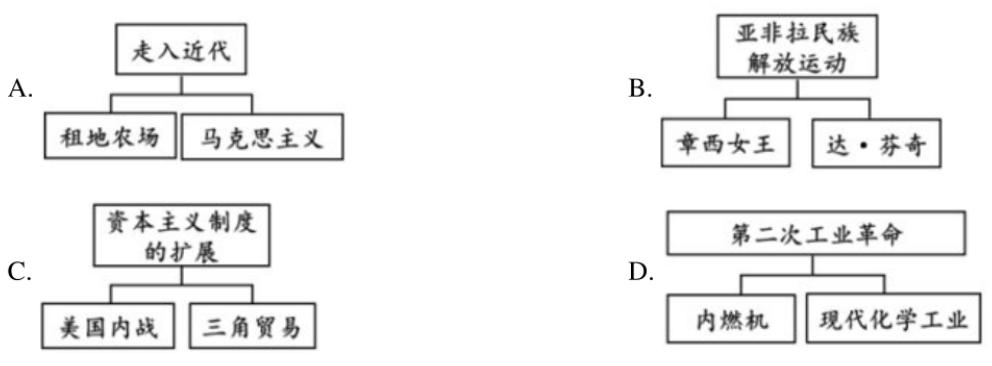 A.
走入近代
租地农场
马克思主义
B.
亚非拉民族
解放运动
章西女王
达·芬奇
C.
资本主义制度
的扩展
美国内战
三角贸易
D.
第二次工业革命
内燃机
现代化学工业